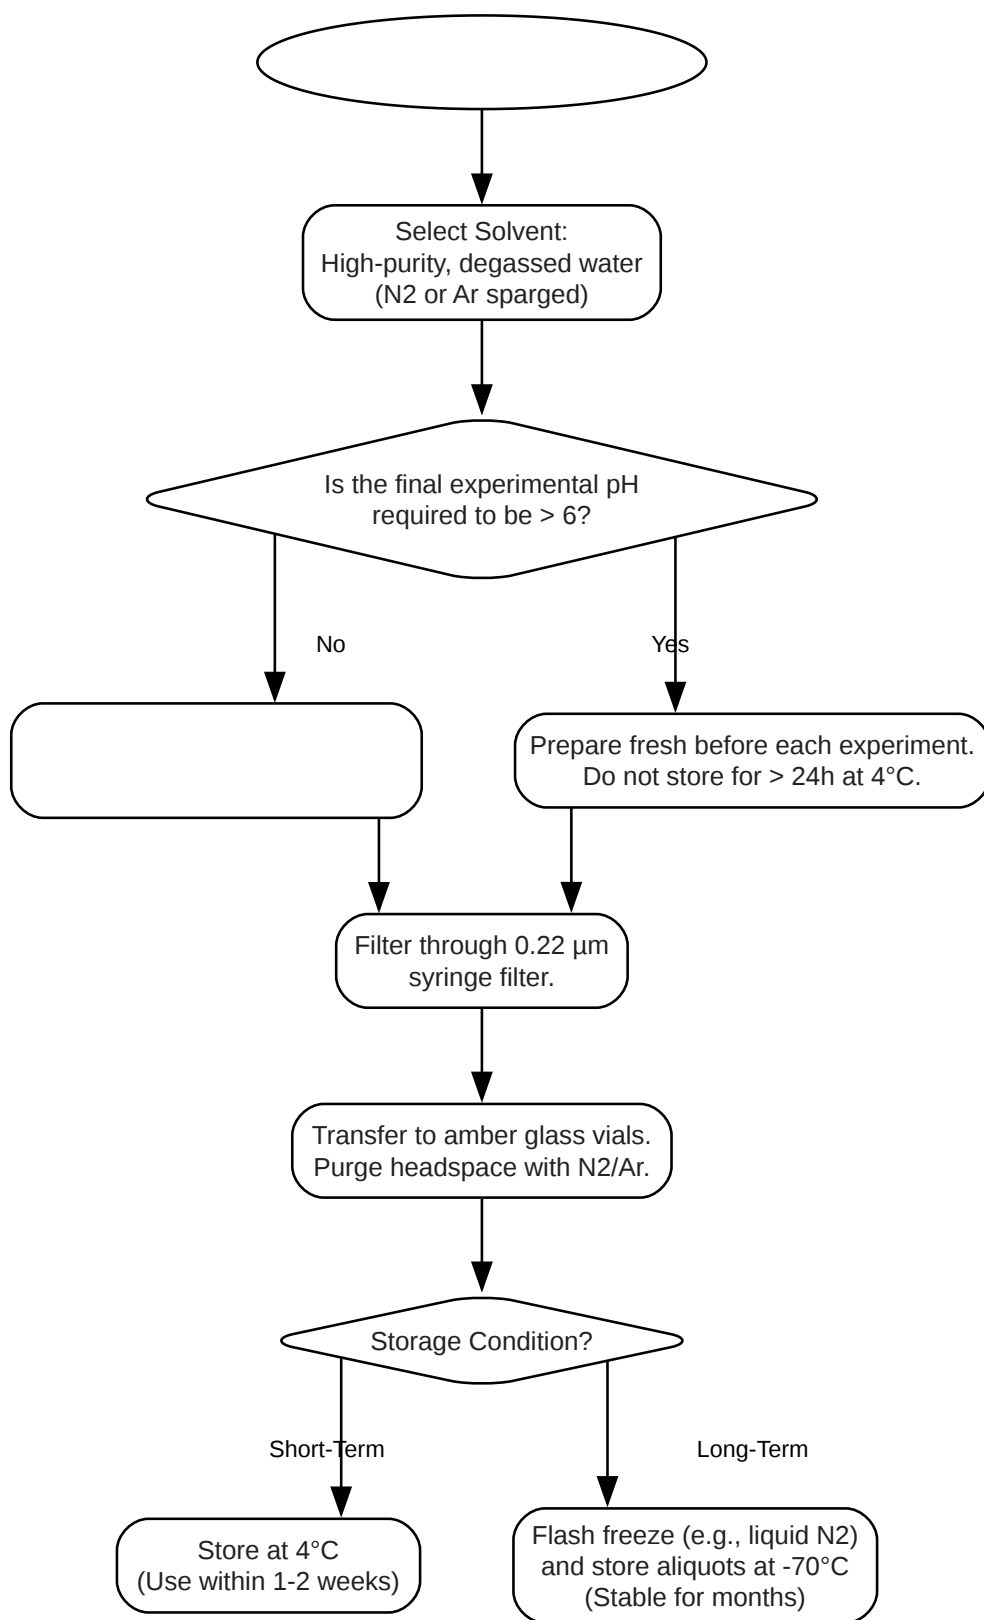 Select Solvent:
High-purity, degassed water
(N2 or Ar sparged)
Is the final experimental pH
required to be > 6?
No
Yes
Prepare fresh before each experiment.
Do not store for > 24h at 4°C.
Filter through 0.22 µm
syringe filter.
Transfer to amber glass vials.
Purge headspace with N2/Ar.
Storage Condition?
Short-Term
Long-Term
Store at 4°C
(Use within 1-2 weeks)
Flash freeze (e.g., liquid N2)
and store aliquots at -70°C
(Stable for months)